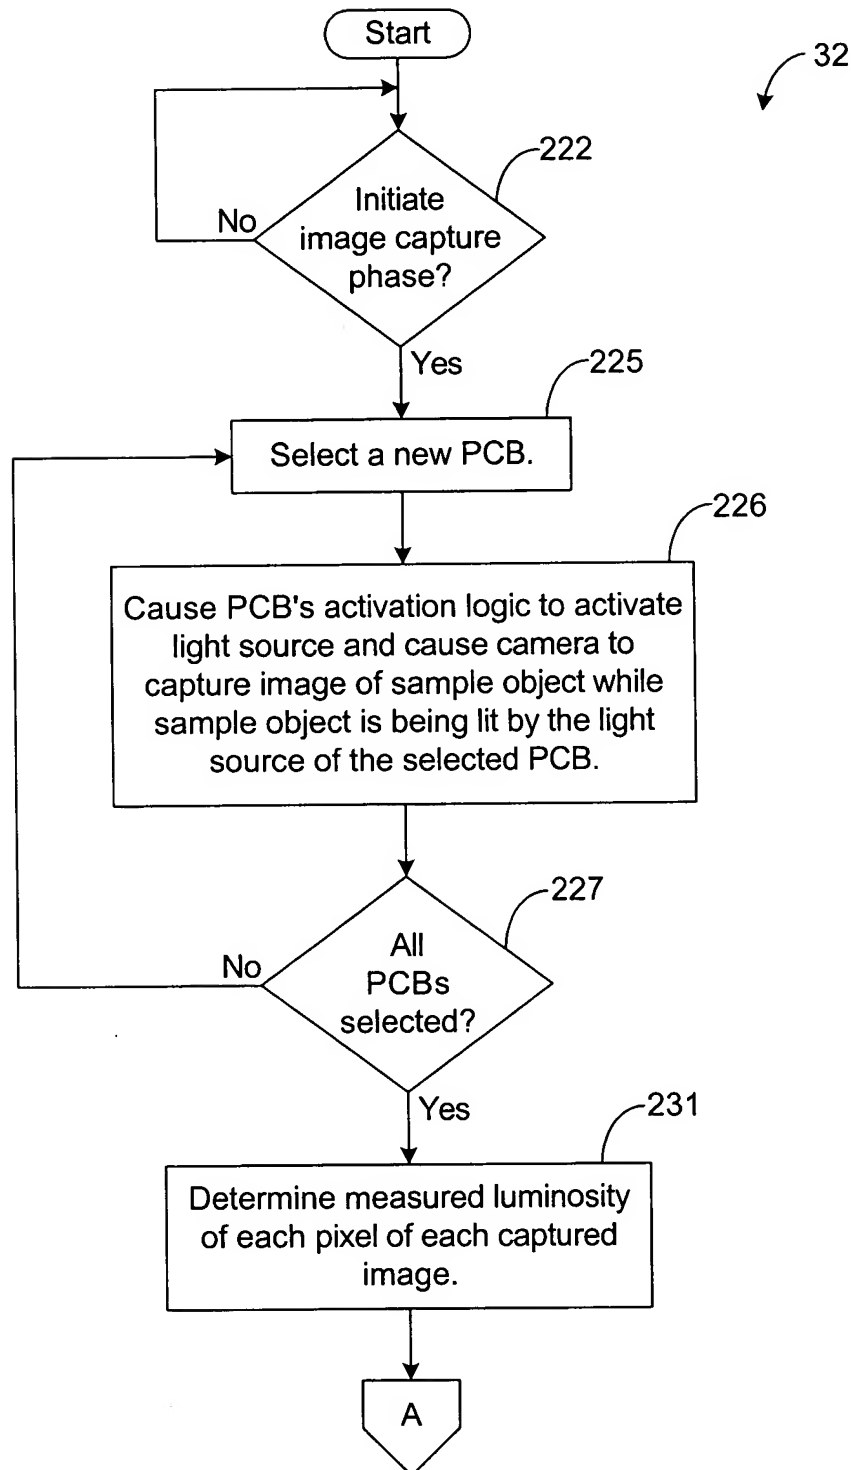 Start
32
222
Initiate
image capture
phase?
No
Yes
225
Select a new PCB.
226
Cause PCB's activation logic to activate
light source and cause camera to
capture image of sample object while
sample object is being lit by the light
source of the selected PCB.
227
All
PCBs
selected?
No
Yes
231
Determine measured luminosity
of each pixel of each captured
image.
A